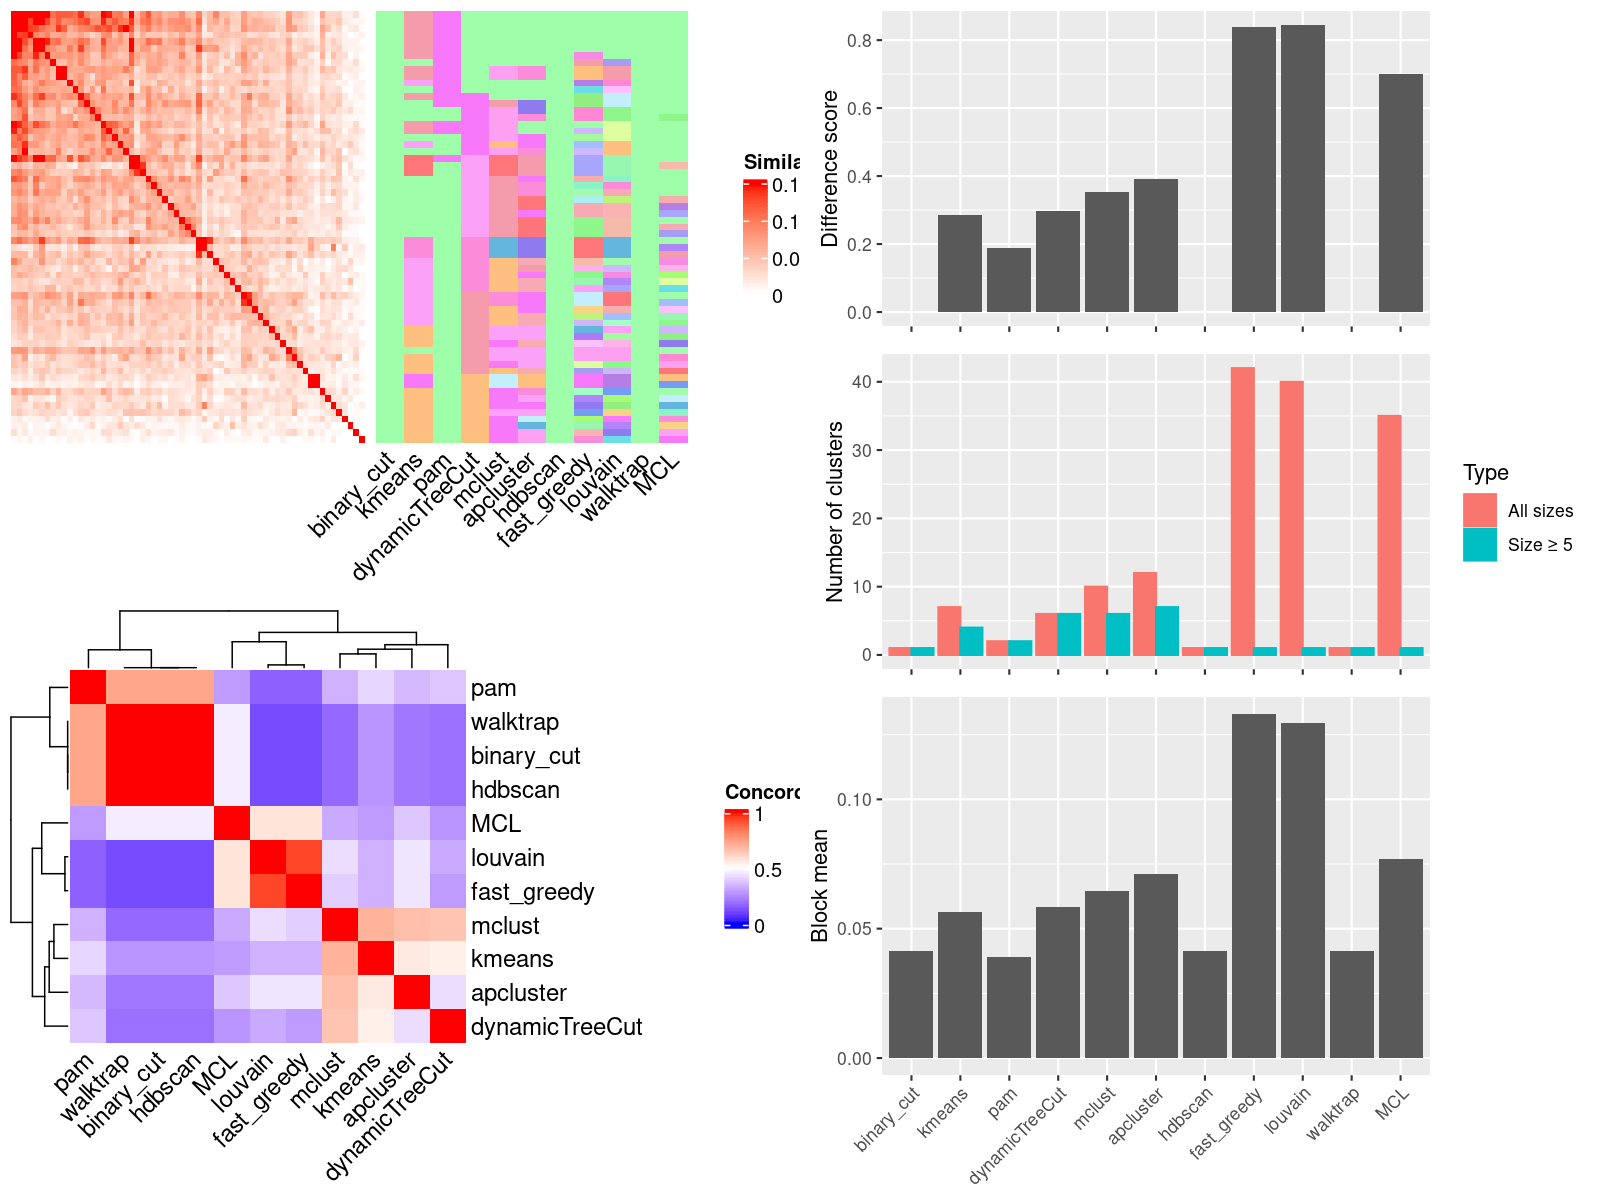 Simila
0.1
0.1
0.0
0
binary_cut
kmeans
pam
dynamicTreeCut
mclust
apcluster
hdbscan
fast_greedy
louvain
walktrap
MCL
Difference score
0.8
0.6
0.4
0.2
0.0
Number of clusters
40
30
20
10
0
Type
All sizes
Size ≥ 5
pam
walktrap
binary_cut
hdbscan
MCL
louvain
fast_greedy
mclust
kmeans
apcluster
dynamicTreeCut
pam
walktrap
binary_cut
hdbscan
MCL
louvain
fast_greedy
mclust
kmeans
apcluster
dynamicTreeCut
Concord
1
0.5
0
Block mean
0.10
0.05
0.00
binary_cut
kmeans
pam
dynamicTreeCut
mclust
apcluster
hdbscan
fast_greedy
louvain
walktrap
MCL